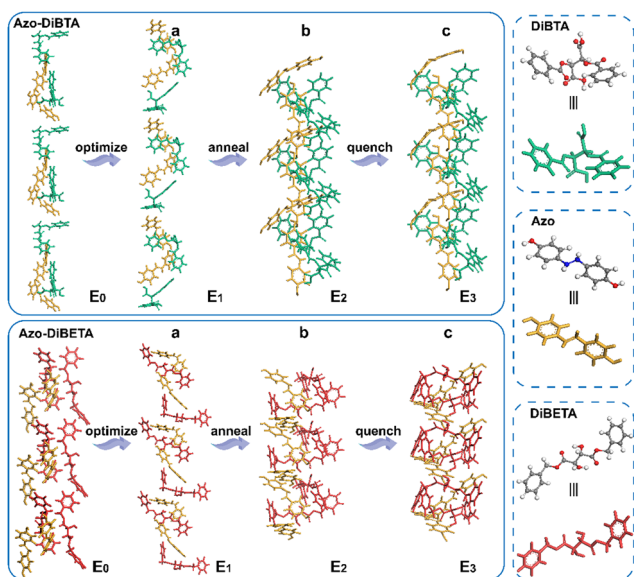 Azo-DiBTA
a
b
c
optimize
anneal
quench
E0
E1
E2
E3
Azo-DiBETA
a
b
c
optimize
anneal
quench
E0
E1
E2
E3
DiBTA
Azo
DiBETA